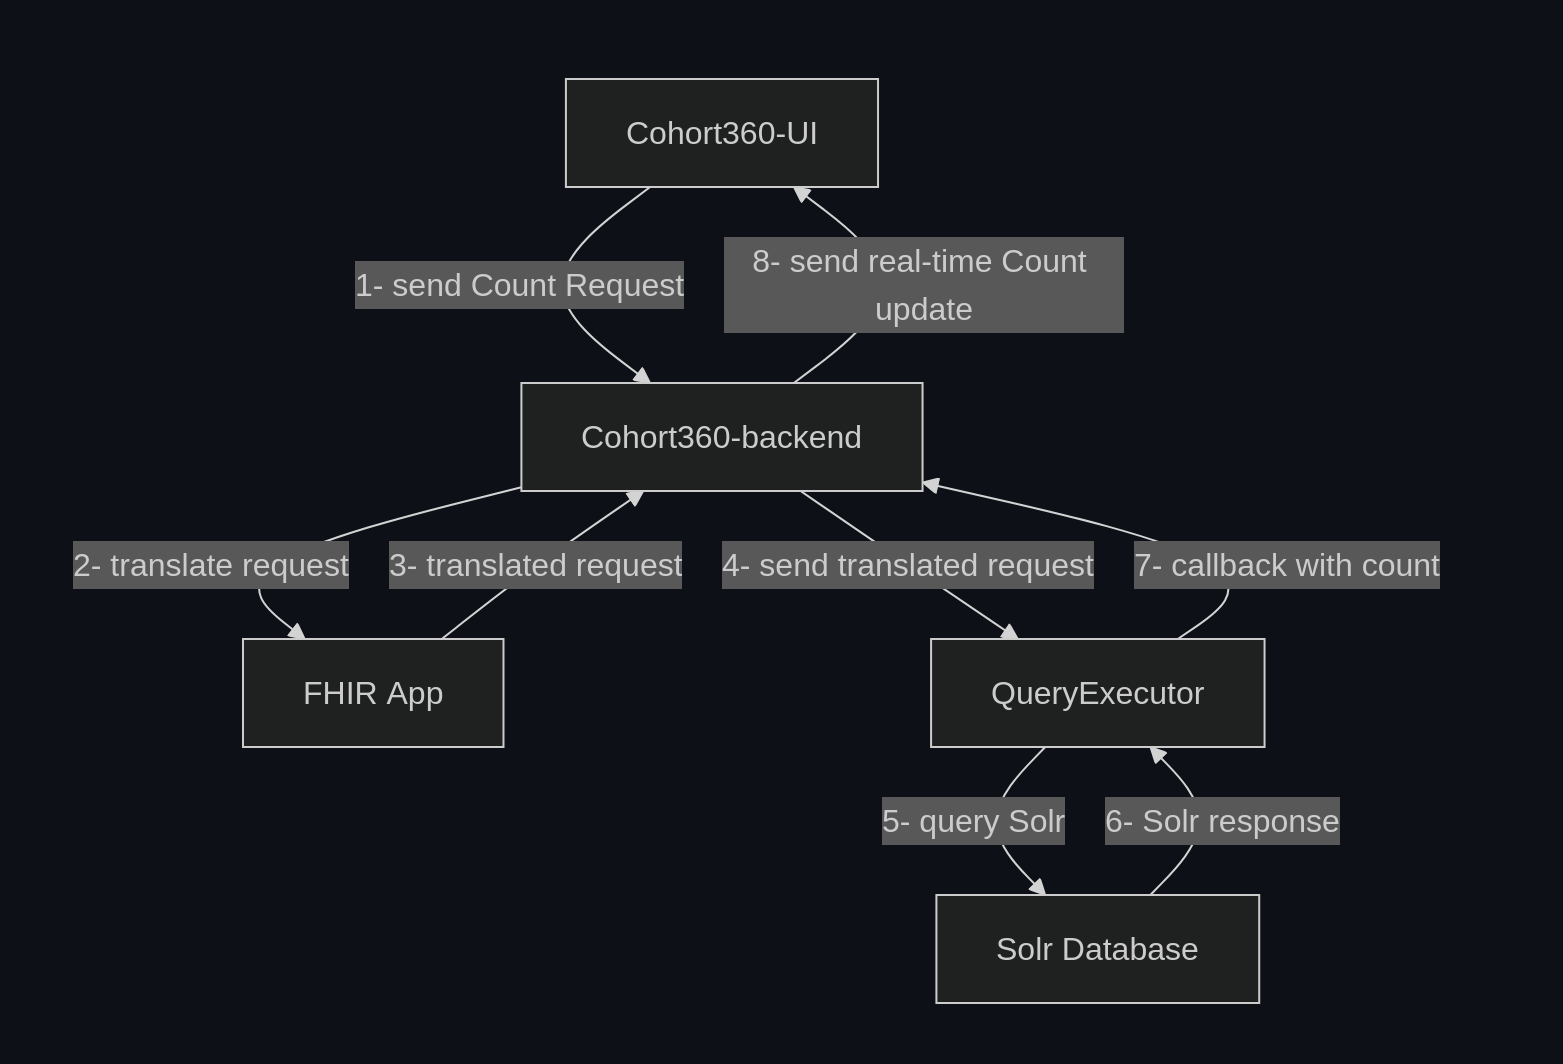 Cohort360-UI
1- send Count Request
8- send real-time Count
update
Cohort360-backend
2- translate request
3- translated request
4- send translated request
7- callback with count
FHIR App
QueryExecutor
5- query Solr
6- Solr response
Solr Database